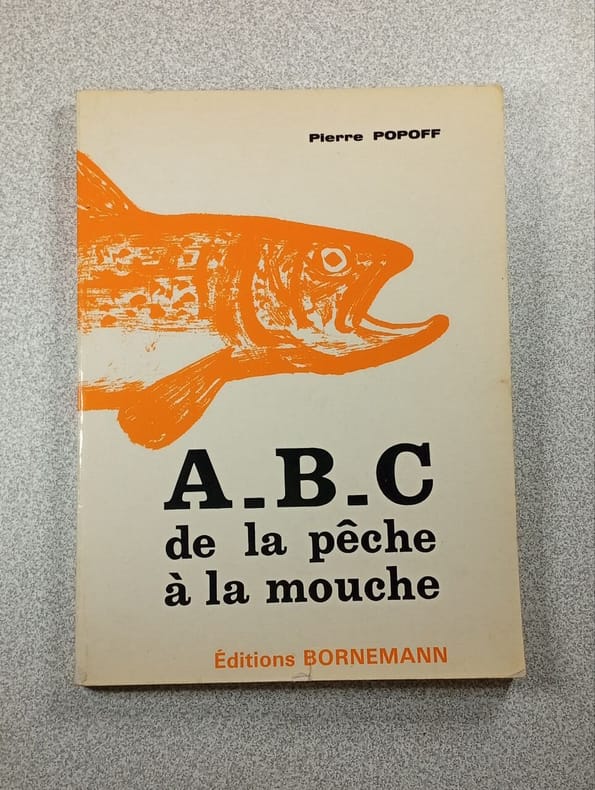 Pierre POPOFF
A-B-C
de la pêche
à la mouche
Éditions BORNEMANN